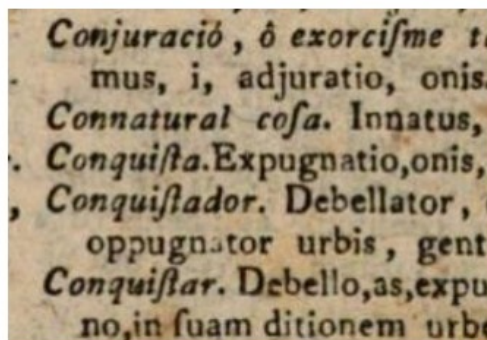 Conjuració, ô exorciſme
mus, i, adjuratio, onis.
Connatural coſa. Innatus,
Conquiſta.Expugnatio,onis,
, Conquiſtador. Debellator,
oppugnator urbis, gent
Conquiſtar. Debello,as,expu
no,in ſuam ditionem urbe